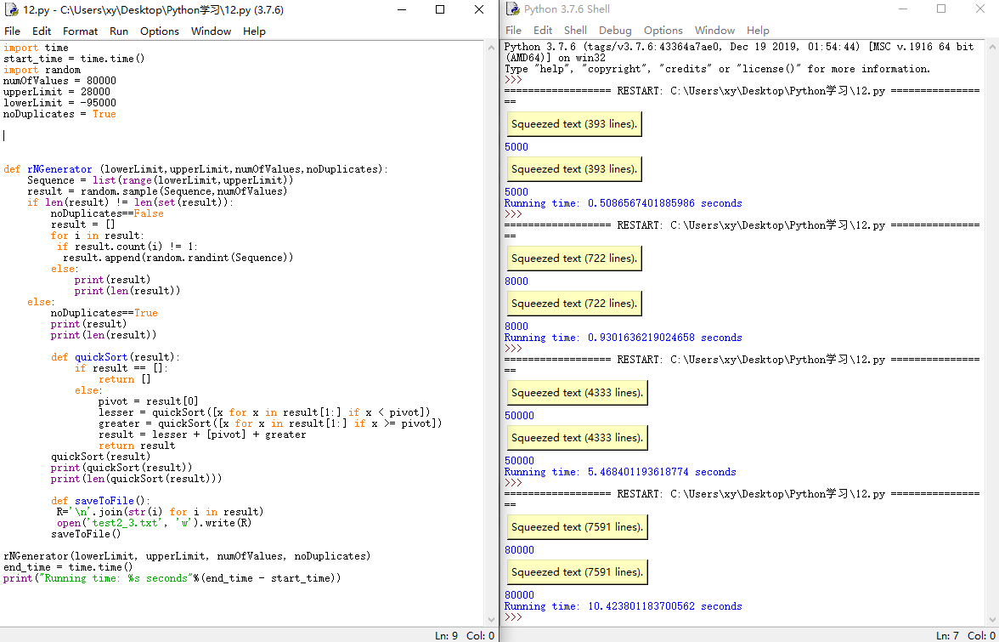 12.py - C:\Users\xy\Desktop\Python学习\12.py (3.7.6)
File Edit Format Run Options Window Help
import time
start_time = time.time()
import random
numOfValues = 80000
upperLimit = 28000
lowerLimit = -95000
noDuplicates = True
def rNGenerator (lowerLimit,upperLimit,numOfValues,noDuplicates):
    Sequence = list(range(lowerLimit,upperLimit))
    result = random.sample(Sequence,numOfValues)
    if len(result) != len(set(result)):
        noDuplicates==False
        result = []
        for i in result:
         if result.count(i) != 1:
          result.append(random.randint(Sequence))
        else:
            print(result)
            print(len(result))
    else:
        noDuplicates==True
        print(result)
        print(len(result))
        def quickSort(result):
            if result == []:
                return []
            else:
                pivot = result[0]
                lesser = quickSort([x for x in result[1:] if x < pivot])
                greater = quickSort([x for x in result[1:] if x >= pivot])
                result = lesser + [pivot] + greater
                return result
        quickSort(result)
        print(quickSort(result))
        print(len(quickSort(result)))
        def saveToFile():
         R='\n'.join(str(i) for i in result)
         open('test2_3.txt', 'w').write(R)
        saveToFile()
rNGenerator(lowerLimit, upperLimit, numOfValues, noDuplicates)
end_time = time.time()
print("Running time: %s seconds"%(end_time - start_time))
Ln: 9 Col: 0
Python 3.7.6 Shell
File Edit Shell Debug Options Window Help
Python 3.7.6 (tags/v3.7.6:43364a7ae0, Dec 19 2019, 01:54:44) [MSC v.1916 64 bit
(AMD64)] on win32
Type "help", "copyright", "credits" or "license()" for more information.
>>>
================== RESTART: C:\Users\xy\Desktop\Python学习\12.py ===============
==
Squeezed text (393 lines).
5000
Squeezed text (393 lines).
5000
Running time: 0.5086567401885986 seconds
>>>
================== RESTART: C:\Users\xy\Desktop\Python学习\12.py ===============
==
Squeezed text (722 lines).
8000
Squeezed text (722 lines).
8000
Running time: 0.9301636219024658 seconds
>>>
================== RESTART: C:\Users\xy\Desktop\Python学习\12.py ===============
==
Squeezed text (4333 lines).
50000
Squeezed text (4333 lines).
50000
Running time: 5.468401193618774 seconds
>>>
================== RESTART: C:\Users\xy\Desktop\Python学习\12.py ===============
==
Squeezed text (7591 lines).
80000
Squeezed text (7591 lines).
80000
Running time: 10.423801183700562 seconds
>>>
Ln: 7 Col: 0